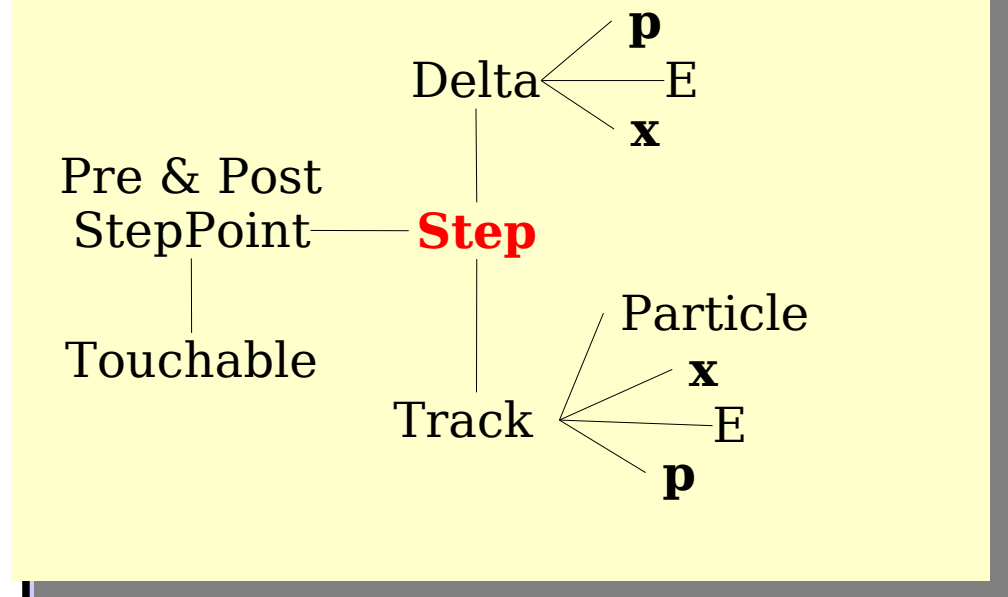 p
Delta
E
x
Pre & Post
StepPoint
Step
Touchable
Particle
x
Track
E
p